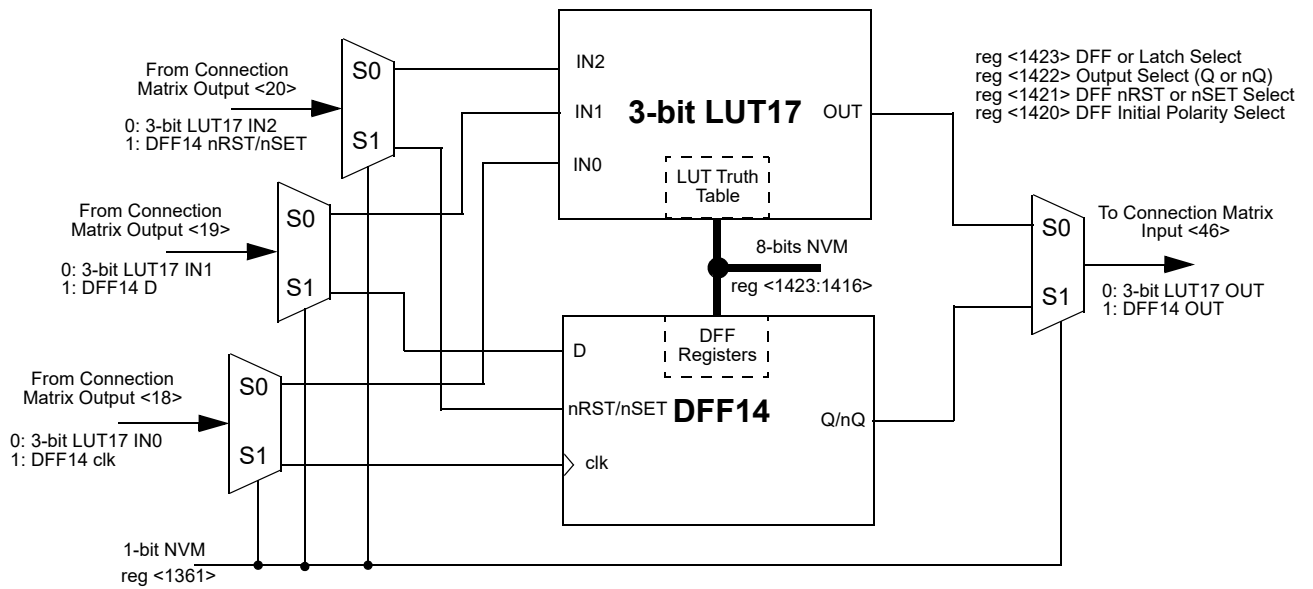 From Connection
Matrix Output <20>
0: 3-bit LUT17 IN2
1: DFF14 nRST/nSET
S0
S1
From Connection
Matrix Output <19>
0: 3-bit LUT17 IN1
1: DFF14 D
S0
S1
From Connection
Matrix Output <18>
0: 3-bit LUT17 IN0
1: DFF14 clk
S0
S1
1-bit NVM
reg <1361>
IN2
IN1
IN0
3-bit LUT17
OUT
LUT Truth
Table
8-bits NVM
reg <1423:1416>
DFF
Registers
D
nRST/nSET
DFF14
Q/nQ
clk
reg <1423> DFF or Latch Select
reg <1422> Output Select (Q or nQ)
reg <1421> DFF nRST or nSET Select
reg <1420> DFF Initial Polarity Select
S0
S1
To Connection Matrix
Input <46>
0: 3-bit LUT17 OUT
1: DFF14 OUT